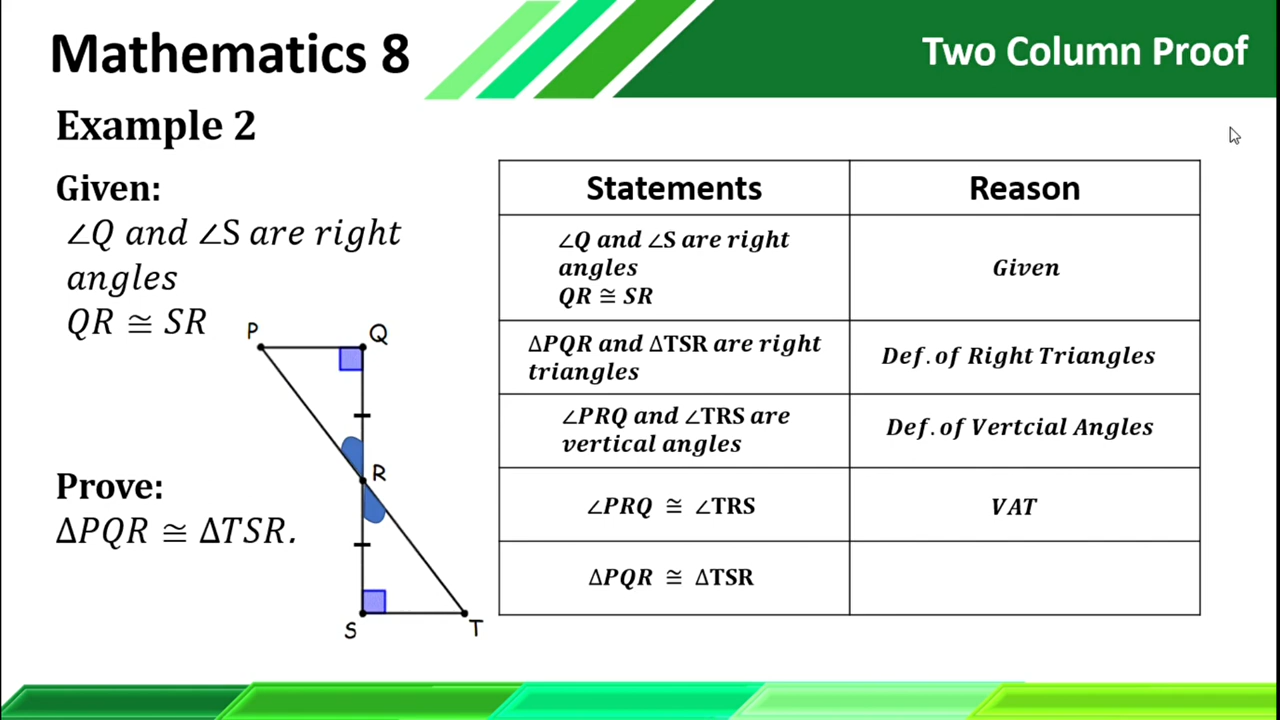 Mathematics 8
Two Column Proof
Example 2
Given:
∠Q and ∠S are right
angles
QR ≅ SR
P
Q
R
S
T
Prove:
ΔPQR ≅ ΔTSR.
Statements
Reason
∠Q and ∠S are right
angles
QR ≅ SR
Given
ΔPQR and ΔTSR are right
triangles
Def. of Right Triangles
∠PRQ and ∠TRS are
vertical angles
Def. of Vertcial Angles
∠PRQ ≅ ∠TRS
VAT
ΔPQR ≅ ΔTSR